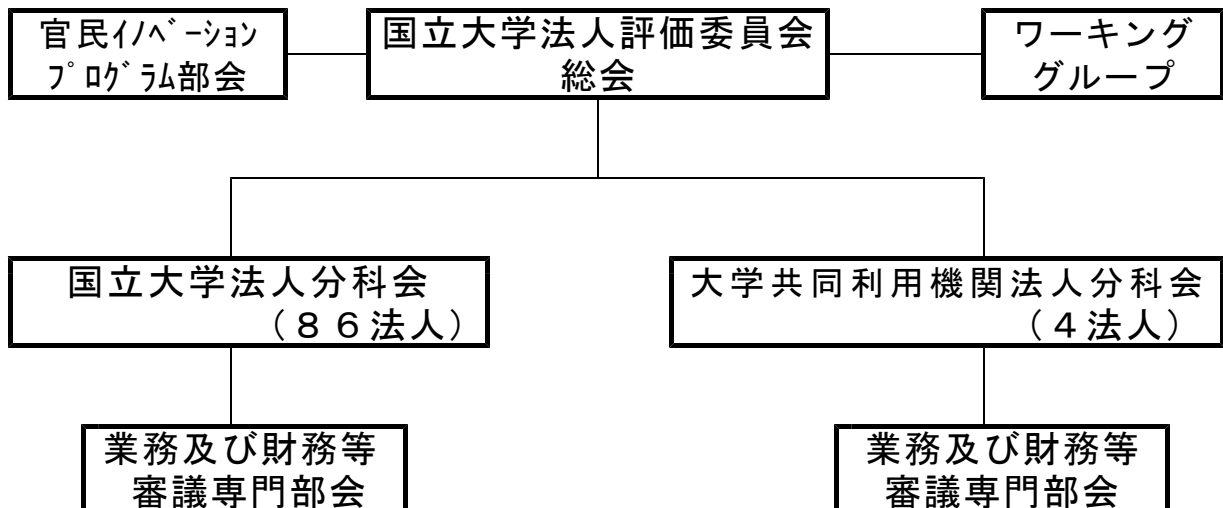 官民ｲﾉﾍﾞｰｼｮﾝ
ﾌﾟﾛｸﾞﾗﾑ部会
国立大学法人評価委員会
総会
ワーキング
グループ
国立大学法人分科会
（８６法人）
大学共同利用機関法人分科会
（４法人）
業務及び財務等
審議専門部会
業務及び財務等
審議専門部会